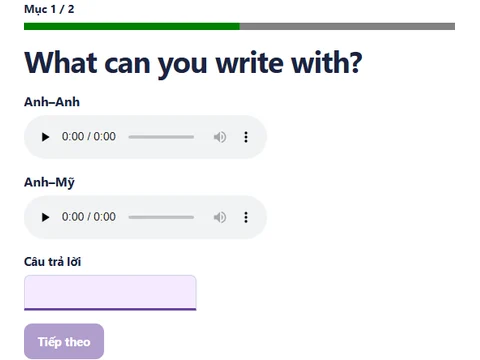 Mục 1 / 2
What can you write with?
Anh–Anh
0:00 / 0:00
Anh–Mỹ
0:00 / 0:00
Câu trả lời
Tiếp theo